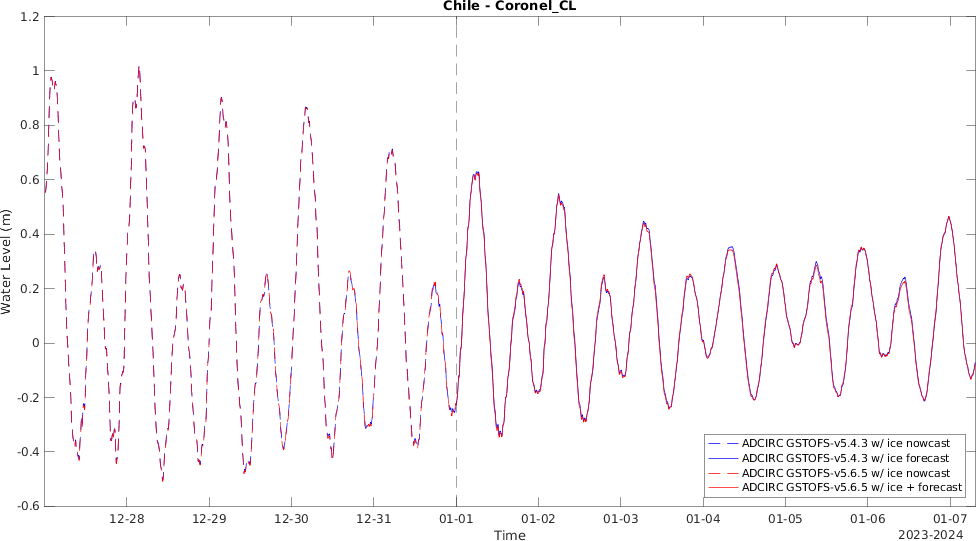 Chile - Coronel_CL
1.2
1
0.8
0.6
0.4
0.2
0
-0.2
-0.4
-0.6
Water Level (m)
12-28 12-29 12-30 12-31 01-01 01-02 01-03 01-04 01-05 01-06 01-07
Time
2023-2024
ADCIRC GSTOFS-v5.4.3 w/ ice nowcast
ADCIRC GSTOFS-v5.4.3 w/ ice forecast
ADCIRC GSTOFS-v5.6.5 w/ ice nowcast
ADCIRC GSTOFS-v5.6.5 w/ ice + forecast